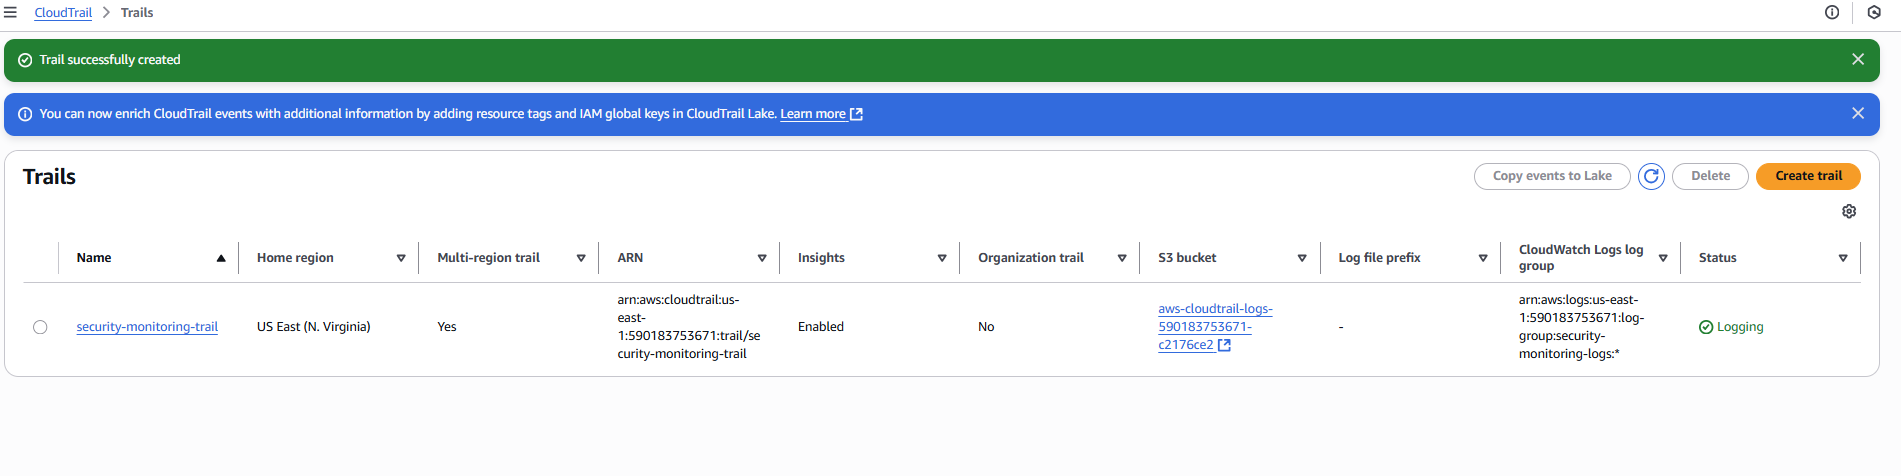 CloudTrail > Trails
Trail successfully created
You can now enrich CloudTrail events with additional information by adding resource tags and IAM global keys in CloudTrail Lake. Learn more
Trails
Copy events to Lake
Delete
Create trail
Name
Home region
Multi-region trail
ARN
Insights
Organization trail
S3 bucket
Log file prefix
CloudWatch Logs log
group
Status
security-monitoring-trail
US East (N. Virginia)
Yes
arn:aws:cloudtrail:us-
east-
1:590183753671:trail/se
curity-monitoring-trail
Enabled
No
aws-cloudtrail-logs-
590183753671-
c2176ce2
-
arn:aws:logs:us-east-
1:590183753671:log-
group:security-
monitoring-logs:*
Logging